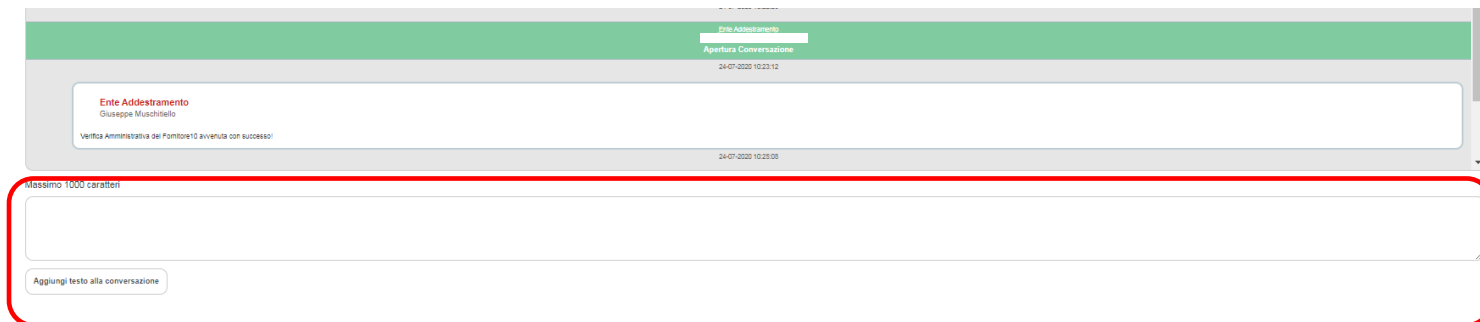 Ente Addestramento
Apertura Conversazione
24-07-2020 10:23:12
Ente Addestramento
Giuseppe Muschitiello
Verifica Amministrativa del Fornitore10 avvenuta con successo!
24-07-2020 10:25:08
Massimo 1000 caratteri
Aggiungi testo alla conversazione